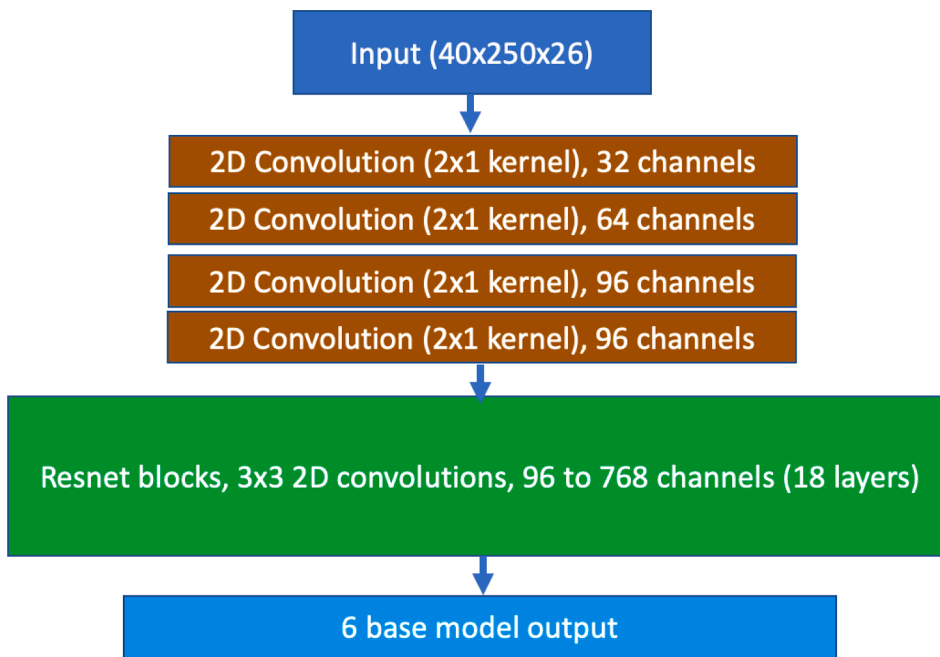 Input (40x250x26)
2D Convolution (2x1 kernel), 32 channels
2D Convolution (2x1 kernel), 64 channels
2D Convolution (2x1 kernel), 96 channels
2D Convolution (2x1 kernel), 96 channels
Resnet blocks, 3x3 2D convolutions, 96 to 768 channels (18 layers)
6 base model output